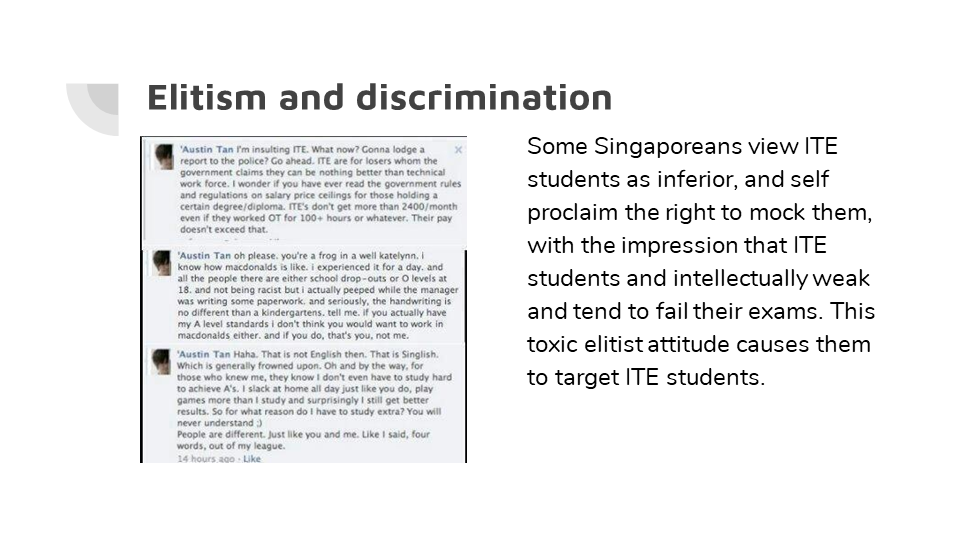 Elitism and discrimination
'Austin Tan I'm insulting ITE. What now? Gonna lodge a
report to the police? Go ahead. ITE are for losers whom the
government claims they can be nothing better than technical
work force. I wonder if you have ever read the government rules
and regulations on salary price ceilings for those holding a
certain degree/diploma. ITE's don't get more than 2400/month
even if they worked OT for 100+ hours or whatever. Their pay
doesn't exceed that.
'Austin Tan oh please. you're a frog in a well katelynn. i
know how macdonalds is like. i experienced it for a day. and
all the people there are either school drop-outs or O levels at
18. and not being racist but i actually peeped while the manager
was writing some paperwork. and seriously, the handwriting is
no different than a kindergartens. tell me. if you actually have
my A level standards i don't think you would want to work in
macdonalds either. and if you do, that's you, not me.
'Austin Tan Haha. That is not English then. That is Singlish.
Which is generally frowned upon. Oh and by the way, for
those who knew me, they know I don't even have to study hard
to achieve A's. I slack at home all day just like you do, play
games more than I study and surprisingly I still get better
results. So for what reason do I have to study extra? You will
never understand ;)
People are different. Just like you and me. Like I said, four
words, out of my league.
14 hours ago · Like
Some Singaporeans view ITE
students as inferior, and self
proclaim the right to mock them,
with the impression that ITE
students and intellectually weak
and tend to fail their exams. This
toxic elitist attitude causes them
to target ITE students.